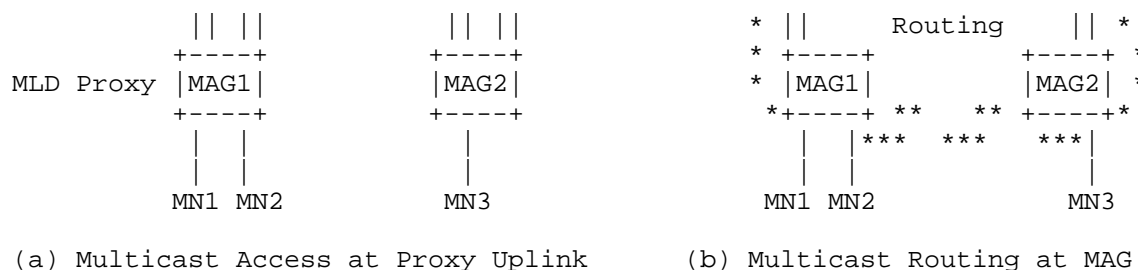 Routing
MLD Proxy MAG1 MAG2 MAG1 MAG2
MN1 MN2 MN3 MN1 MN2 MN3
(a) Multicast Access at Proxy Uplink (b) Multicast Routing at MAG